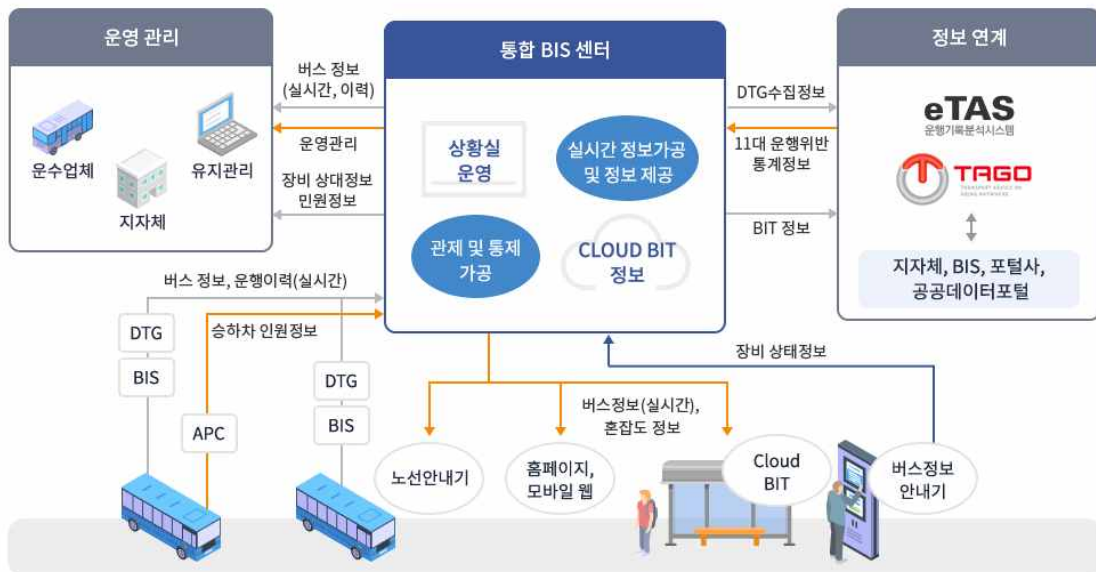 운영 관리
운수업체
유지관리
지자체
버스 정보
(실시간, 이력)
운영관리
장비 상대정보
인원정보
통합 BIS 센터
상황실
운영
실시간 정보가공
및 정보 제공
관제 및 통제
가공
CLOUD BIT
정보
DTG수집정보
11대 운행위반
통계정보
BIT 정보
정보 연계
eTAS
운행기록분석시스템
TAGO
지자체, BIS, 포털사,
공공데이터포털
버스 정보, 운행이력(실시간)
DTG
BIS
승하차 인원정보
APC
DTG
BIS
장비 상태정보
버스정보(실시간),
혼잡도 정보
노선안내기
홈페이지,
모바일 웹
Cloud
BIT
버스정보
안내기